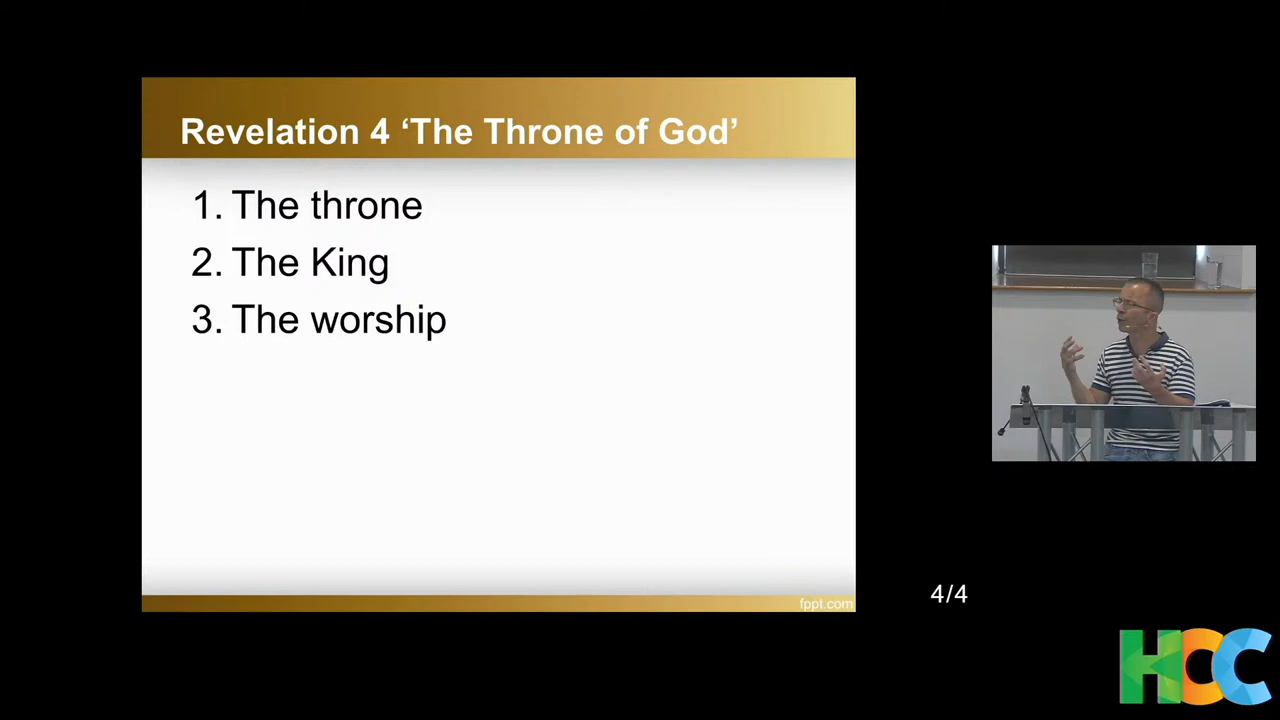 Revelation 4 ‘The Throne of God’
1. The throne
2. The King
3. The worship
fppt.com
4/4
HCC